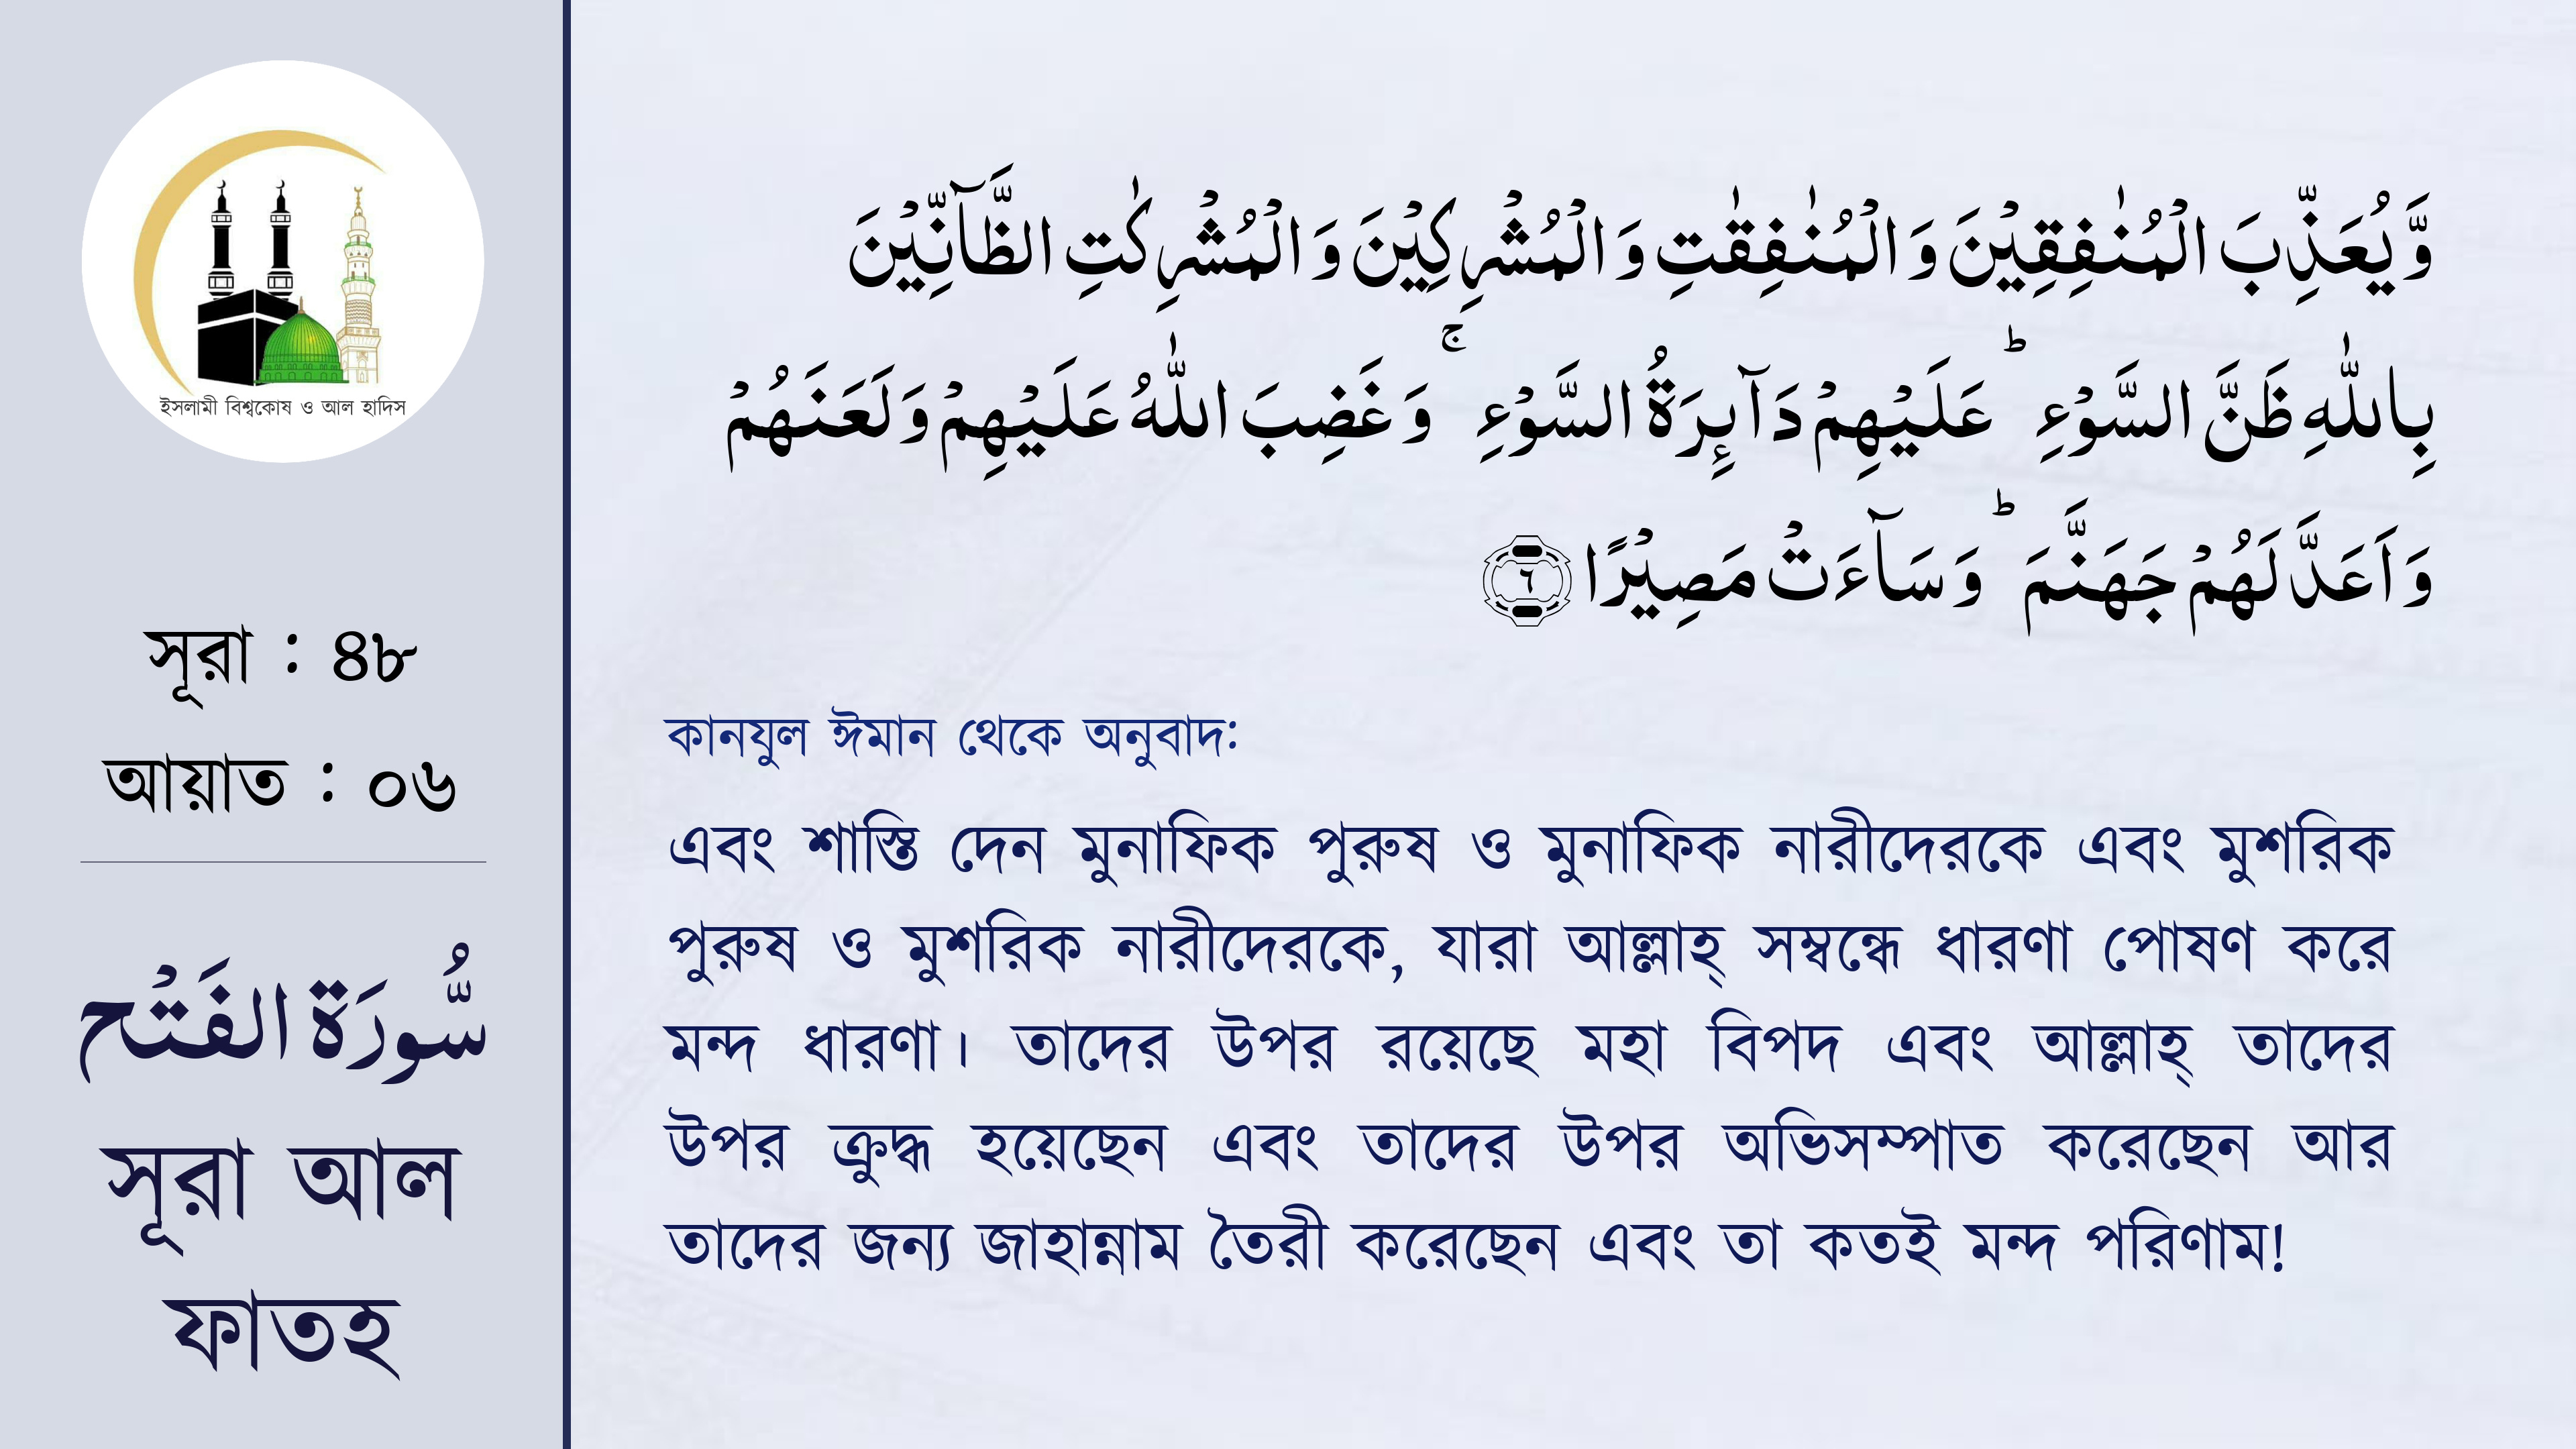 ইসলামী বিশ্বকোষ ও আল হাদিস
সূরা : ৪৮
আয়াত : ০৬
سُّورَة الفَتْح
সূরা আল
ফাতহ
وَّ يُعَذِّبَ الْمُنٰفِقِيْنَ وَ الْمُنٰفِقٰتِ وَ الْمُشْرِكِيْنَ وَ الْمُشْرِكٰتِ الظَّآنِّيْنَ
بِاللّٰهِ ظَنَّ السَّوْءِ ؕ عَلَيْهِمْ دَآىِٕرَةُ السَّوْءِ ۚ وَ غَضِبَ اللّٰهُ عَلَيْهِمْ وَ لَعَنَهُمْ
وَ اَعَدَّ لَهُمْ جَهَنَّمَ ؕ وَ سَآءَتْ مَصِيْرًا ۝٦
কানযুল ঈমান থেকে অনুবাদ:
এবং শাস্তি দেন মুনাফিক পুরুষ ও মুনাফিক নারীদেরকে এবং মুশরিক
পুরুষ ও মুশরিক নারীদেরকে, যারা আল্লাহ্ সম্বন্ধে ধারণা পোষণ করে
মন্দ ধারণা। তাদের উপর রয়েছে মহা বিপদ এবং আল্লাহ্ তাদের
উপর ক্রুদ্ধ হয়েছেন এবং তাদের উপর অভিসম্পাত করেছেন আর
তাদের জন্য জাহান্নাম তৈরী করেছেন এবং তা কতই মন্দ পরিণাম!